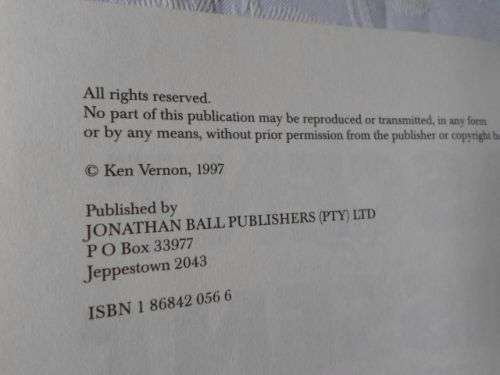 All rights reserved.
No part of this publication may be reproduced or transmitted, in any form
or by any means, without prior permission from the publisher or copyright
© Ken Vernon, 1997
Published by
JONATHAN BALL PUBLISHERS (PTY) LTD
P O Box 33977
Jeppestown 2043
ISBN 1 86842 056 6